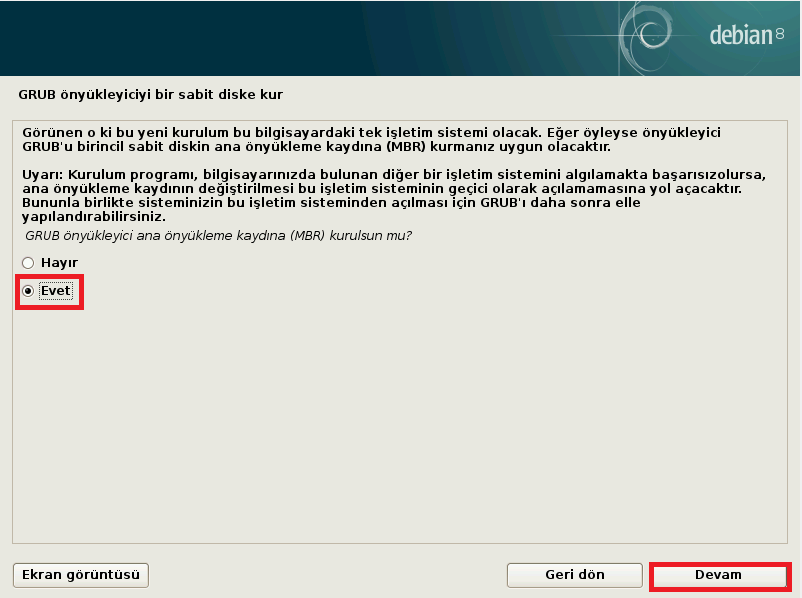 debian 8
GRUB önyükleyiciyi bir sabit diske kur
Görünen o ki bu yeni kurulum bu bilgisayardaki tek işletim sistemi olacak. Eğer öyleyse önyükleyici
GRUB'u birincil sabit diskin ana önyükleme kaydına (MBR) kurmanız uygun olacaktır.
Uyarı: Kurulum programı, bilgisayarınızda bulunan diğer bir işletim sistemini algılamakta başarısızolursa,
ana önyükleme kaydının değiştirilmesi bu işletim sisteminin geçici olarak açılamamasına yol açacaktır.
Bununla birlikte sisteminizin bu işletim sisteminden açılması için GRUB'ı daha sonra elle
yapılandırabilirsiniz.
GRUB önyükleyici ana önyükleme kaydına (MBR) kurulsun mu?
Hayır
Evet
Ekran görüntüsü
Geri dön
Devam